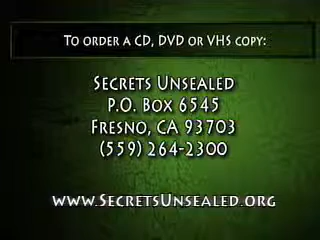 To order a CD, DVD or VHS copy:
Secrets Unsealed
P.O. Box 6545
Fresno, CA 93703
(559) 264-2300
www.SecretsUnsealed.org